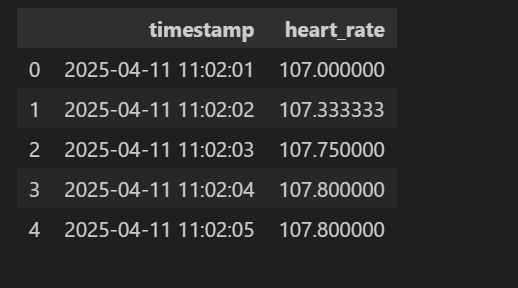 timestamp heart_rate
0 2025-04-11 11:02:01 107.000000
1 2025-04-11 11:02:02 107.333333
2 2025-04-11 11:02:03 107.750000
3 2025-04-11 11:02:04 107.800000
4 2025-04-11 11:02:05 107.800000